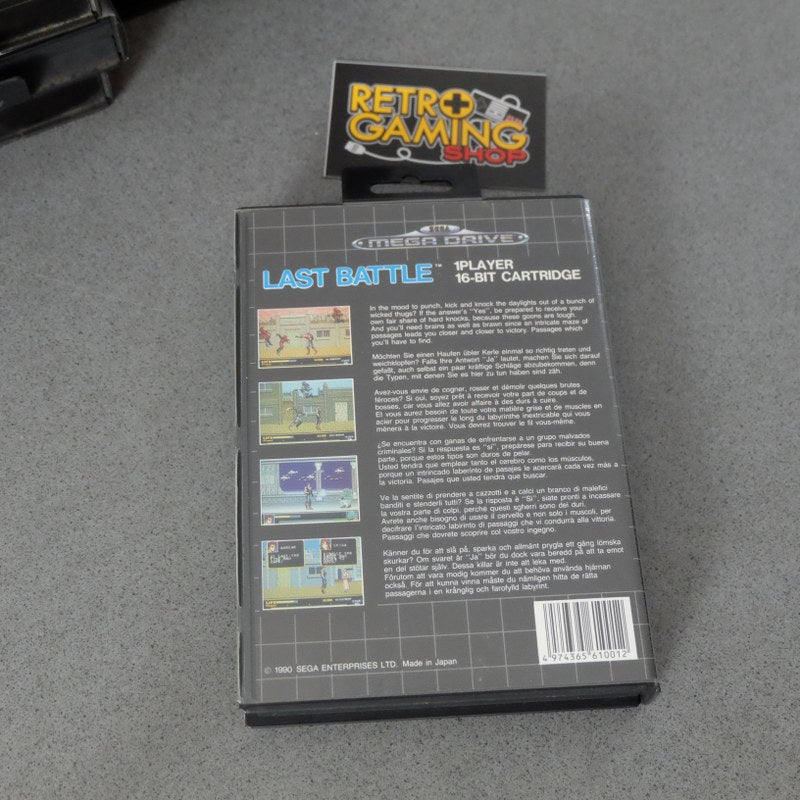 RETRO
GAMING
SHOP
SEGA
MEGA DRIVE
LAST BATTLE™
1PLAYER
16-BIT CARTRIDGE
In the mood to punch, kick and knock the daylights out of a bunch of
wicked thugs? If the answer's "Yes", be prepared to receive your
own fair share of hard knocks, because these goons are tough.
And you'll need brains as well as brawn since an intricate maze of
passages leads you closer and closer to victory. Passages which
you'll have to find.
Möchten Sie einen Haufen übler Kerle einmal so richtig treten und
weichklopfen? Falls Ihre Antwort "Ja" lautet, machen Sie sich darauf
gefaßt, auch selbst ein paar kräftige Schläge abzubekommen, denn
die Typen, mit denen Sie es hier zu tun haben sind zäh.
Avez-vous envie de cogner, rosser et démolir quelques brutes
féroces? Si oui, soyez prêt à recevoir votre part de coups et de
bosses, car vous allez avoir affaire à des durs à cuire.
Et vous aurez besoin de toute votre matière grise et de muscles en
acier pour progresser le long du labyrinthe inextricable qui vous
mènera à la victoire. Vous devrez trouver le fil vous-même.
¿Se encuentra con ganas de enfrentarse a un grupo malvados
criminales? Si la respuesta es "sí", prepárese para recibir su buena
parte, porque estos tipos son duros de pelar.
Usted tendrá que emplear tanto el cerebro como los músculos,
porque un intrincado laberinto de pasajes le acercará cada vez más a
la victoria. Pasajes que usted tendrá que buscar.
Ve la sentite di prendere a cazzotti e a calci un branco di malefici
banditi e stenderli tutti? Se la risposta è "Sì", siate pronti a incassare
la vostra parte di colpi, perché questi sgherri sono dei duri.
Avrete anche bisogno di usare il cervello e non solo i muscoli, per
decifrare l'intricato labirinto di passaggi che vi condurrà alla vittoria.
Passaggi che dovrete scoprire col vostro ingegno.
Känner du för att slå på, sparka och allmänt prygla ett gäng lömska
skurkar? Om svaret är "Ja" bör du dock vara beredd på att ta emot
en del stötar själv. Dessa killar är inte att leka med.
Förutom att vara modig kommer du att behöva använda hjärnan
också. För att kunna vinna måste du nämligen hitta de rätta
passagerna i en krånglig och farofylld labyrint.
4 974365 610012
© 1990 SEGA ENTERPRISES LTD. Made in Japan